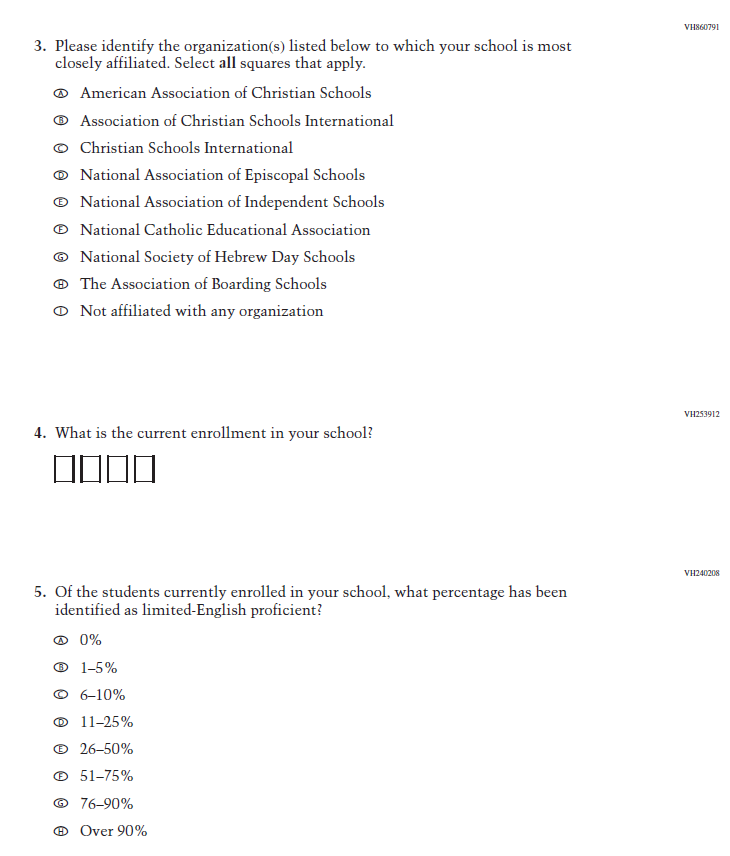 VH860791
3. Please identify the organization(s) listed below to which your school is most
closely affiliated. Select all squares that apply.
A American Association of Christian Schools
B Association of Christian Schools International
C Christian Schools International
D National Association of Episcopal Schools
E National Association of Independent Schools
F National Catholic Educational Association
G National Society of Hebrew Day Schools
H The Association of Boarding Schools
I Not affiliated with any organization
VH253912
4. What is the current enrollment in your school?
VH240208
5. Of the students currently enrolled in your school, what percentage has been
identified as limited-English proficient?
A 0%
B 1–5%
C 6–10%
D 11–25%
E 26–50%
F 51–75%
G 76–90%
H Over 90%